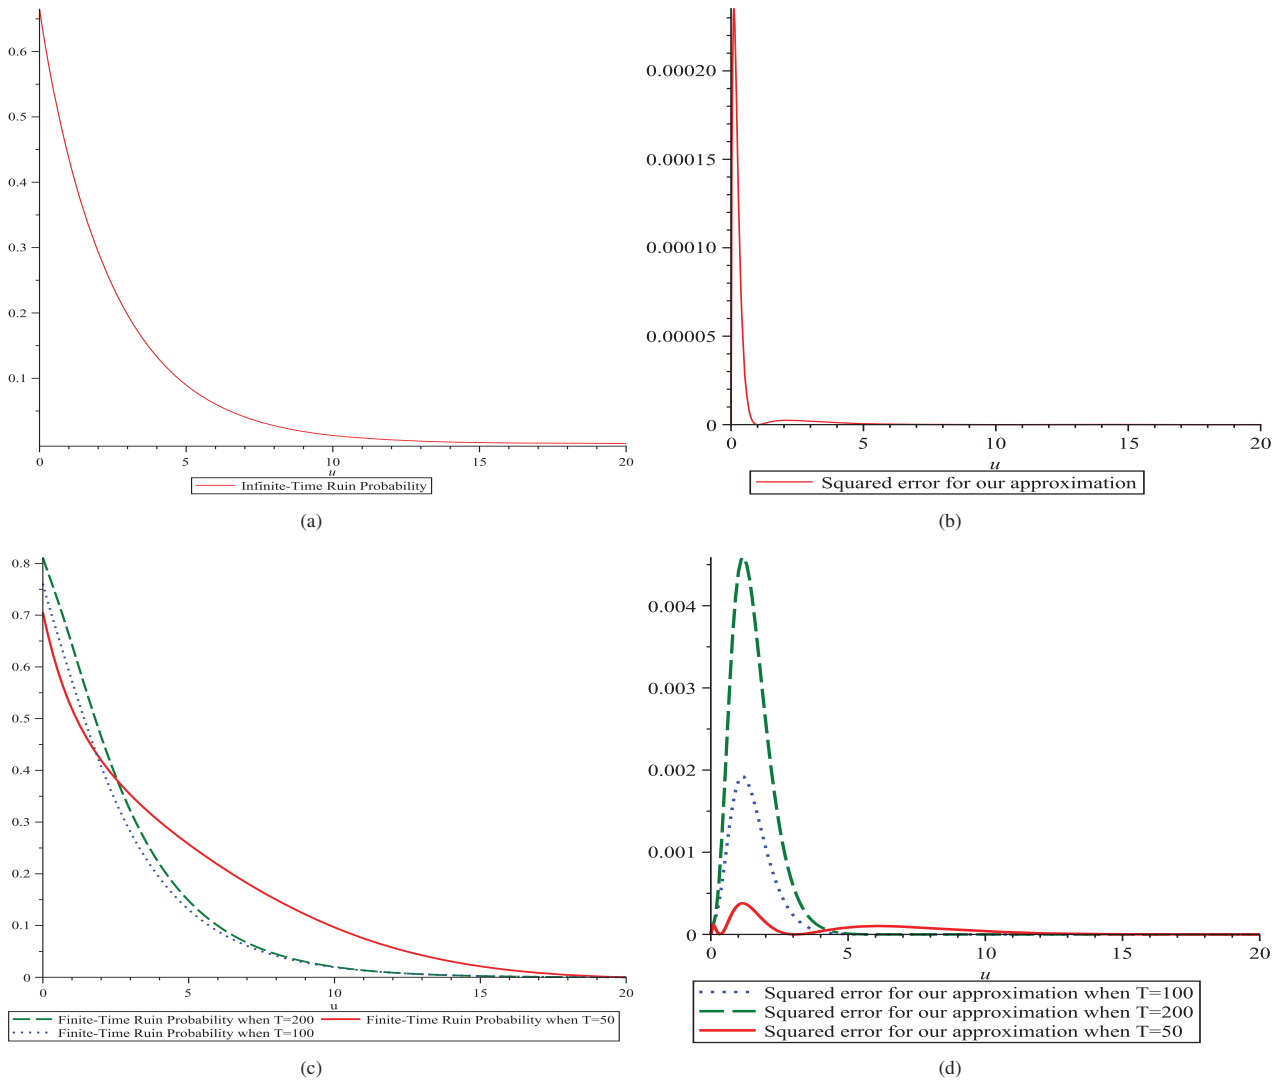 0.6
0.5
0.4
0.3
0.2
0.1
0 5 10 15 20
u
Infinite-Time Ruin Probability
(a)
0.00020
0.00015
0.00010
0.00005
0
0 5 10 15 20
u
Squared error for our approximation
(b)
0.8
0.7
0.6
0.5
0.4
0.3
0.2
0.1
0
0 5 10 15 20
u
Finite-Time Ruin Probability when T=200 Finite-Time Ruin Probability when T=50
Finite-Time Ruin Probability when T=100
(c)
0.004
0.003
0.002
0.001
0
0 5 10 15 20
u
Squared error for our approximation when T=100
Squared error for our approximation when T=200
Squared error for our approximation when T=50
(d)